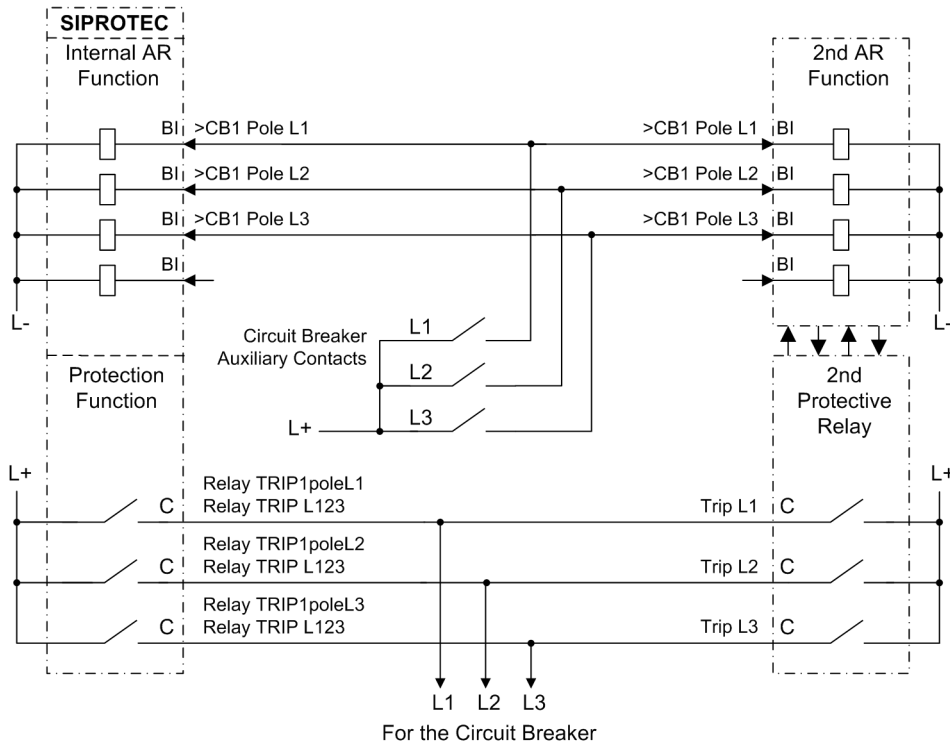 SIPROTEC
Internal AR
Function
2nd AR
Function
BI >CB1 Pole L1
>CB1 Pole L1 BI
BI >CB1 Pole L2
>CB1 Pole L2 BI
BI >CB1 Pole L3
>CB1 Pole L3 BI
BI
BI
L-
L-
Circuit Breaker
Auxiliary Contacts
L1
L2
L3
L+
Protection
Function
2nd
Protective
Relay
L+
L+
Relay TRIP1poleL1
C Relay TRIP L123
Trip L1 C
Relay TRIP1poleL2
C Relay TRIP L123
Trip L2 C
Relay TRIP1poleL3
C Relay TRIP L123
Trip L3 C
L1 L2 L3
For the Circuit Breaker